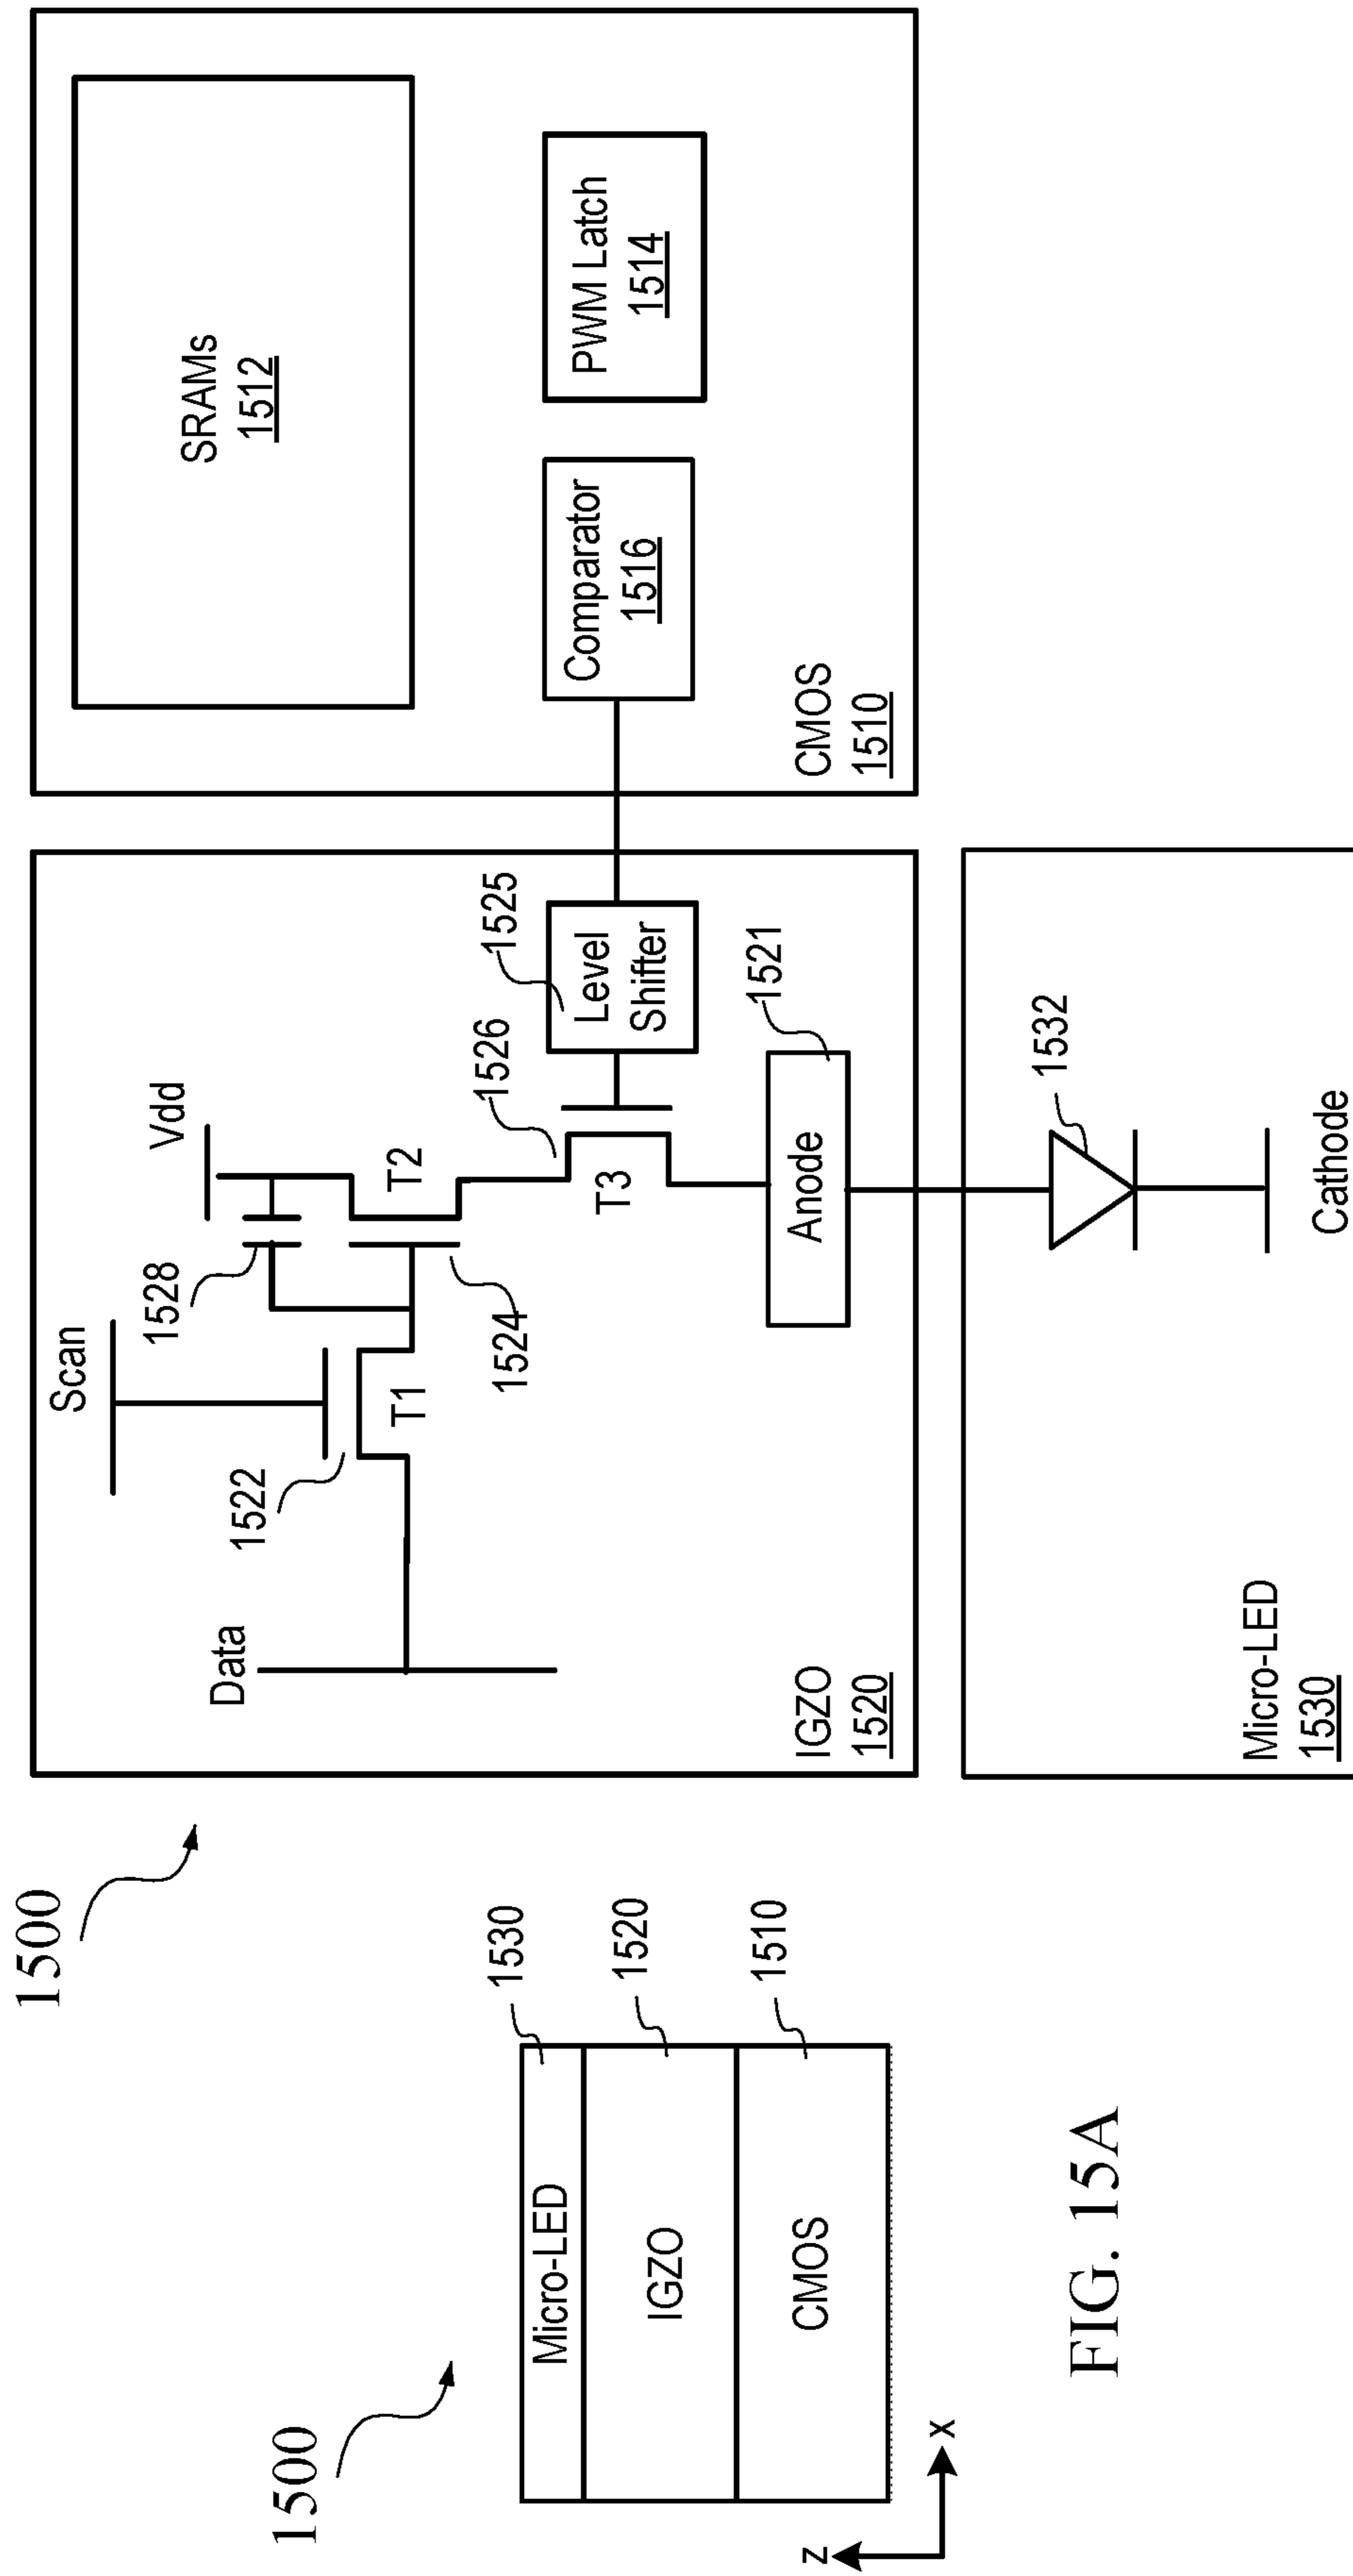 1500
1500
Micro-LED
1530
IGZO
1520
CMOS
1510
z
x
Scan
Data
Vdd
1528
1522
T1
T2
1524
1526
T3
1525
Level
Shifter
Anode
1521
IGZO
1520
SRAMs
1512
Comparator
1516
PWM Latch
1514
CMOS
1510
1532
Cathode
Micro-LED
1530
FIG. 15A